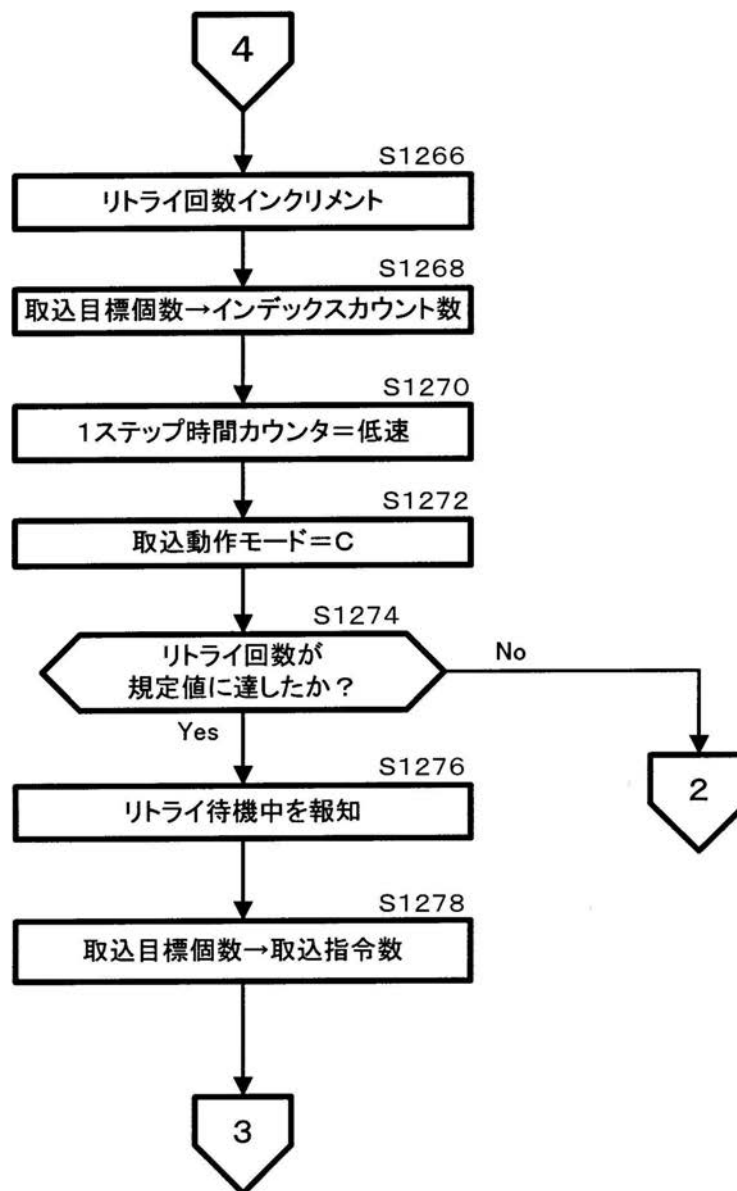 4
S1266
リトライ回数インクリメント
S1268
取込目標個数→インデックスカウント数
S1270
1ステップ時間カウンタ=低速
S1272
取込動作モード=C
S1274
リトライ回数が
規定値に達したか?
No
Yes
2
S1276
リトライ待機中を報知
S1278
取込目標個数→取込指令数
3